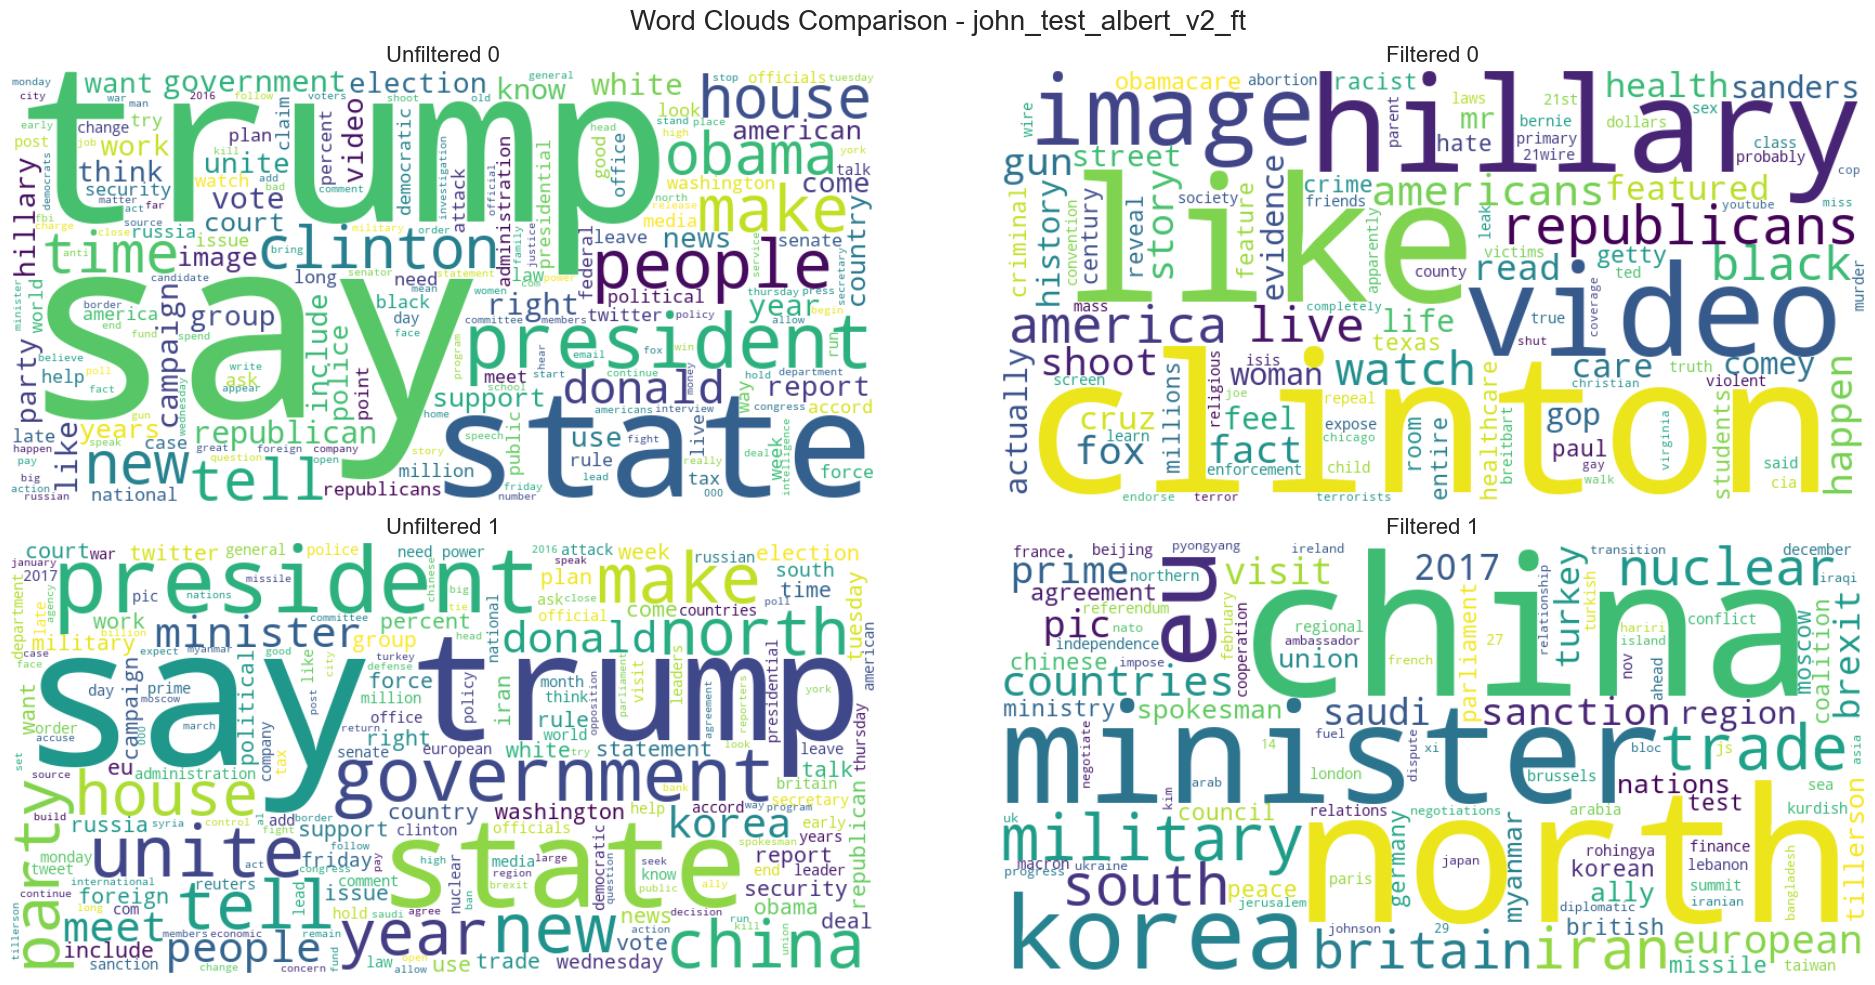 Word Clouds Comparison - john_test_albert_v2_ft
Unfiltered 0
monday want government election know general white stop officials tuesday
city war man 2016 follow voters shoot old look house
trump
early change try plan claim percent video democratic head good office stand place high american
post job work kill administration presidential obama york talk
think unite watch add bad comment investigation official attack washington come
security vote release media make country
democrats matter act far court military order north
party hillary fbi charge close source russia issue clinton family justice federal leave news senate
time image bring senator statement service secretary
anti candidate long need mean law com power people
minister world border black women right political year thursday press
america end fund spend group include day face committee members twitter policy allow begin
say president
believe help poll fact campaign write ask appear police point program email fox win run
meet hear start continue hold department
school donald money way report
support home americans interview congress accord
late years wednesday republican public speech use fight live
like gun speak case great foreign company story rule week deal
happen pay new question open million lead really intelligence force
big action national tell republicans friday tax 000
russian number state
Filtered 0
obamacare abortion racist health sanders
wire image hillary laws 21st sex
mr bernie dollars class
parent hate primary 21wire probably
gun street evidence crime americans featured cop
criminal history convention century society reveal story feature like friends apparently leak youtube miss
republicans
victims getty black
mass county read ted murder
america live completely life video true coverage
shoot texas shut
religious isis woman watch care truth comey
screen joe repeal christian violent
actually cruz learn millions feel expose healthcare gop students happen
fox fact chicago room entire breitbart paul virginia said
enforcement child gay cia
clinton walk
endorse terror terrorists
Unfiltered 1
court war twitter general police need power 2016 attack week russian election
january president speak
2017 missile chinese big plan make south time
pic nations ask close poll
agency work committee tie come countries
department late minister percent official north tuesday
military group head national donald
case billion expect myanmar good city turkey defense american
face say trump
want day prime like force iran month visit leaders presidential
campaign moscow political million policy think opposition parliament agreement reporters york
order 000 march post office rule world
accuse return right white try statement look leave thursday
set company senate european talk
eu tax government
source administration bank britain
house country washington help accord way program secretary
party build al add border korea early republican
russia syria control fight support clinton officials spokesman years
unite follow state
monday act friday congress pay high media large democratic seek report
tweet region know end leader
continue international reuters comment nuclear brexit question public ally security
foreign lead issue obama
long com tell hold saudi agree ban news decision run deal
meet members economic remain year new action kill union
tillerson include people fund vote china
sanction change concern law allow open use trade wednesday
Filtered 1
france beijing pyongyang ireland transition december
prime northern eu visit 2017 nuclear iraqi
agreement turkey
referendum china
pic nato february regional parliament turkish relationship conflict
independence cooperation ambassador 27 hariri island moscow coalition brexit
chinese impose union french nov ahead
countries
ministry spokesman saudi sanction region
minister
14 fuel xi bloc trade asia
negotiate arab london dispute js
brussels nations sea
kim test
uk council relations negotiations arabia kurdish
military north
macron ukraine japan rohingya finance tillerson
progress korean lebanon
south peace paris germany myanmar ally summit
jerusalem iranian bangladesh
korea diplomatic
johnson 29 british
britain iran european
missile taiwan